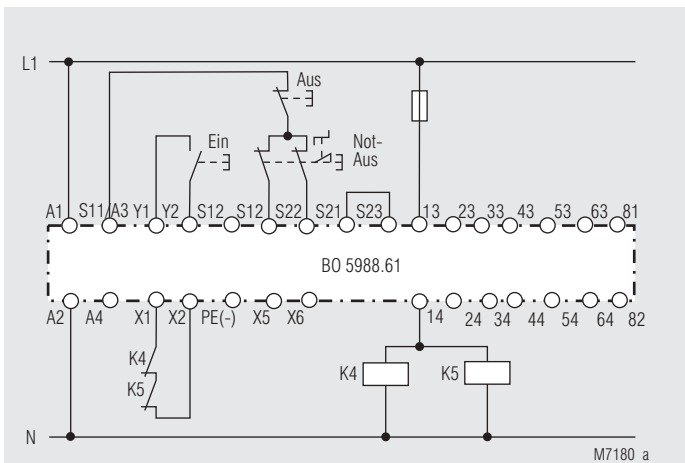 L1
Aus
Ein
Not-
Aus
A1 S11/A3 Y1 Y2 S12 S12 S22 S21 S23 13 23 33 43 53 63 81
BO 5988.61
A2 A4 X1 X2 PE(-) X5 X6 14 24 34 44 54 64 82
K4
K5
K4
K5
N
M7180_a